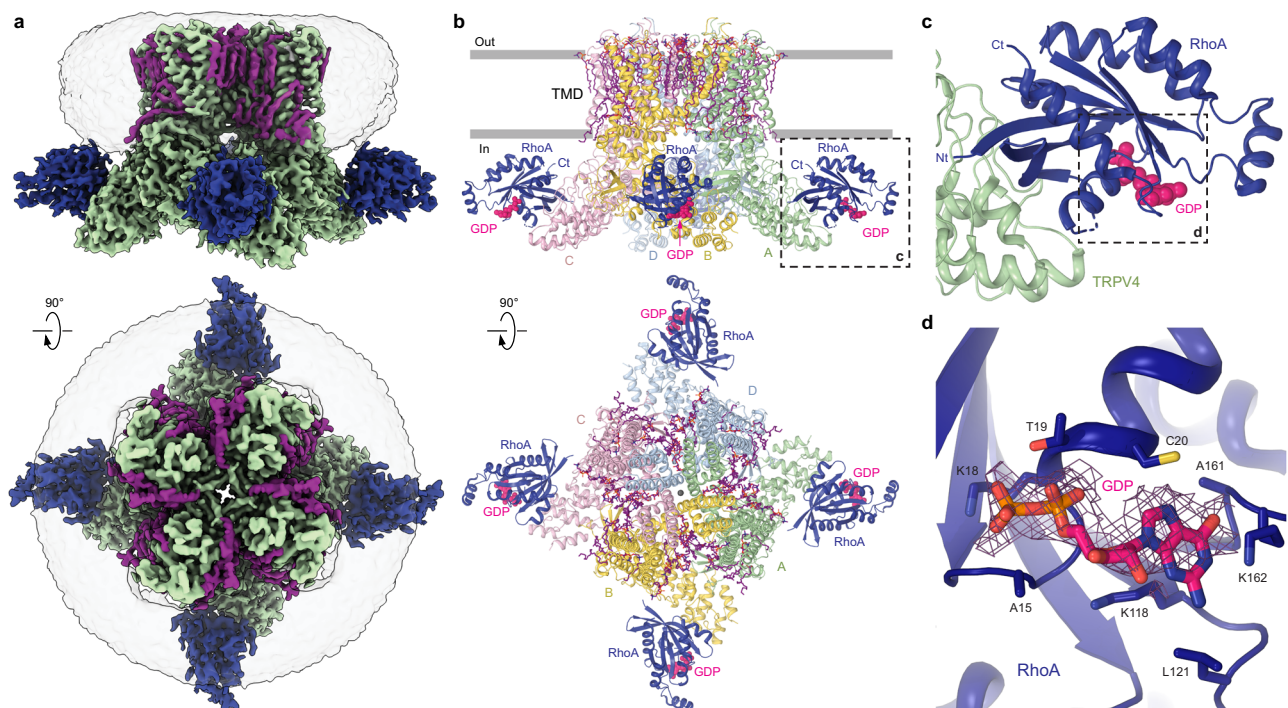 a
90°
b
Out
TMD
In
RhoA
Ct
RhoA
RhoA
Ct
GDP
GDP
GDP
C
D
B
A
c
90°
GDP
RhoA
D
C
RhoA
GDP
GDP
RhoA
A
B
RhoA
GDP
c
RhoA
Ct
Nt
GDP
d
TRPV4
d
T19
C20
K18
GDP
A161
K162
A15
K118
L121
RhoA